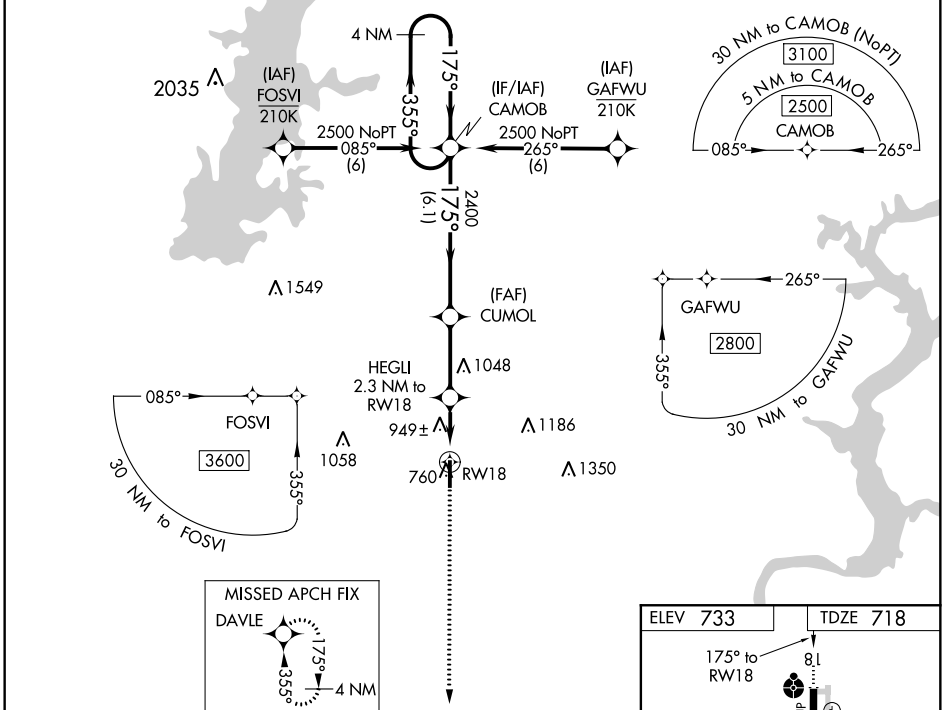 4 NM
175°
355°
2035
(IAF)
FOSVI
210K
2500 NoPT
085°
(6)
(IF/IAF)
CAMOB
(IAF)
GAFWU
210K
2500 NoPT
265°
(6)
30 NM to CAMOB (NoPT)
3100
5 NM to CAMOB
2500
CAMOB
085°
265°
2400
175°
(6.1)
1549
(FAF)
CUMOL
265°
GAFWU
2800
355°
30 NM to GAFWU
1048
HEGLI
2.3 NM to
RW18
085°
FOSVI
3600
355°
30 NM to FOSVI
1058
949±
1186
760
RW18
1350
MISSED APCH FIX
DAVLE
175°
355°
4 NM
ELEV 733
TDZE 718
175° to
RW18
18
P